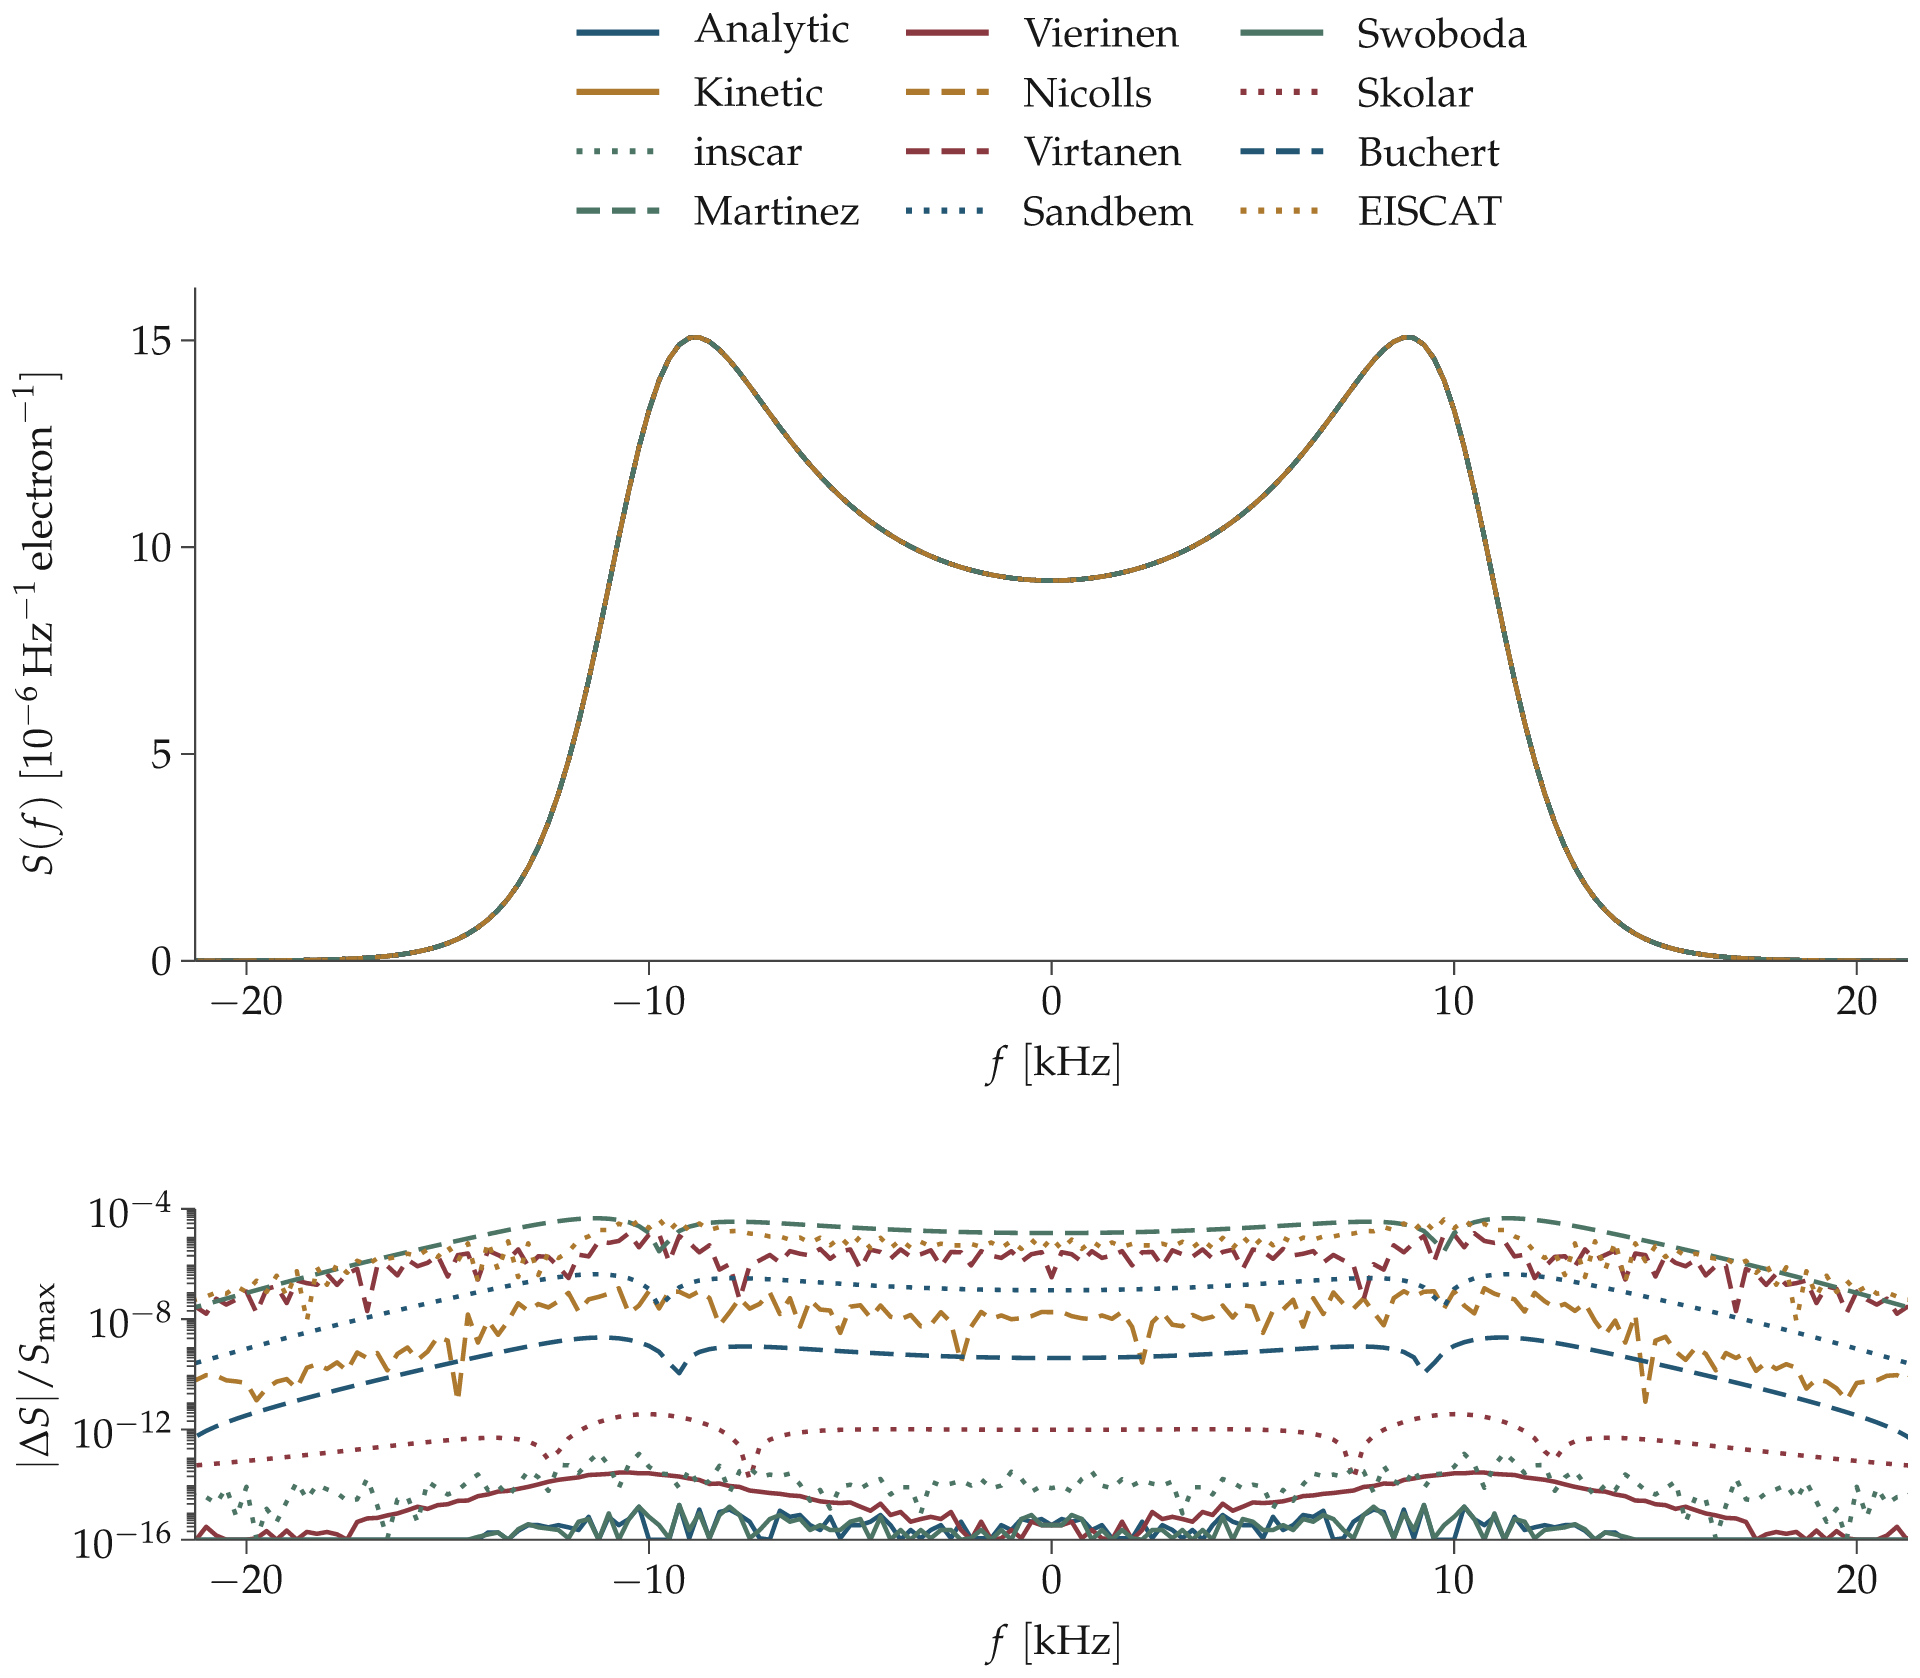 Analytic Vierinen Swoboda
Kinetic Nicolls Skolar
inscar Virtanen Buchert
Martinez Sandbem EISCAT
S(f) [10⁻⁶ Hz⁻¹ electron⁻¹]
15
10
5
0
−20 −10 0 10 20
f [kHz]
|ΔS| / Smax
10⁻⁴
10⁻⁸
10⁻¹²
10⁻¹⁶
−20 −10 0 10 20
f [kHz]